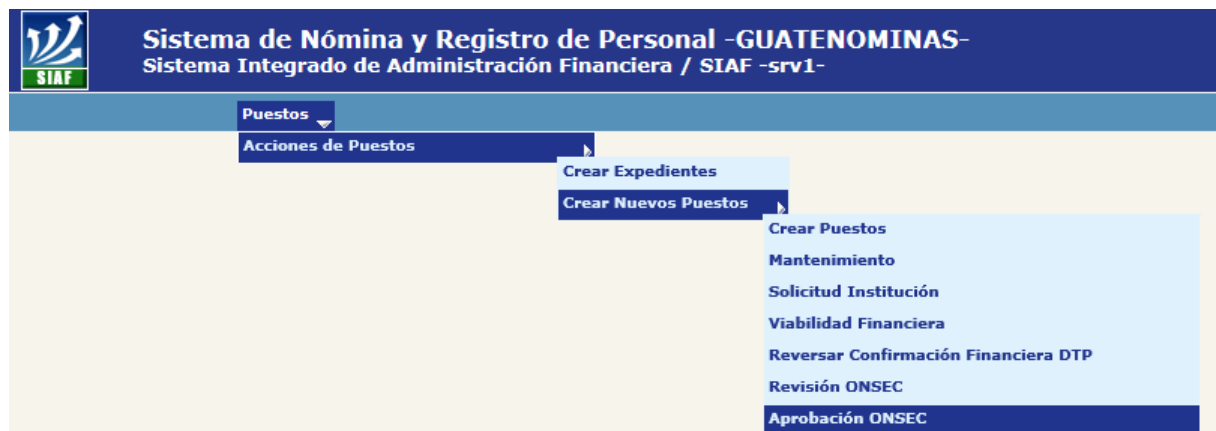 SIAF
Sistema de Nómina y Registro de Personal -GUATENOMINAS-
Sistema Integrado de Administración Financiera / SIAF -srv1-
Puestos
Acciones de Puestos
Crear Expedientes
Crear Nuevos Puestos
Crear Puestos
Mantenimiento
Solicitud Institución
Viabilidad Financiera
Reversar Confirmación Financiera DTP
Revisión ONSEC
Aprobación ONSEC